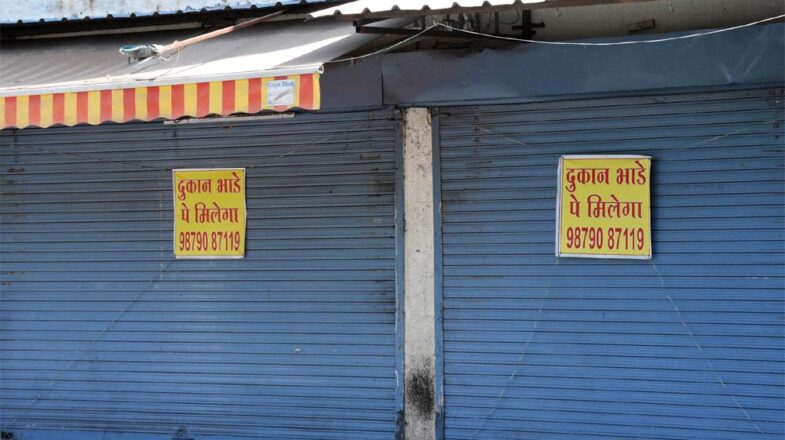 दुकान भाडे
पे मिलेगा
98790 87119
दुकान भाडे
पे मिलेगा
98790 87119